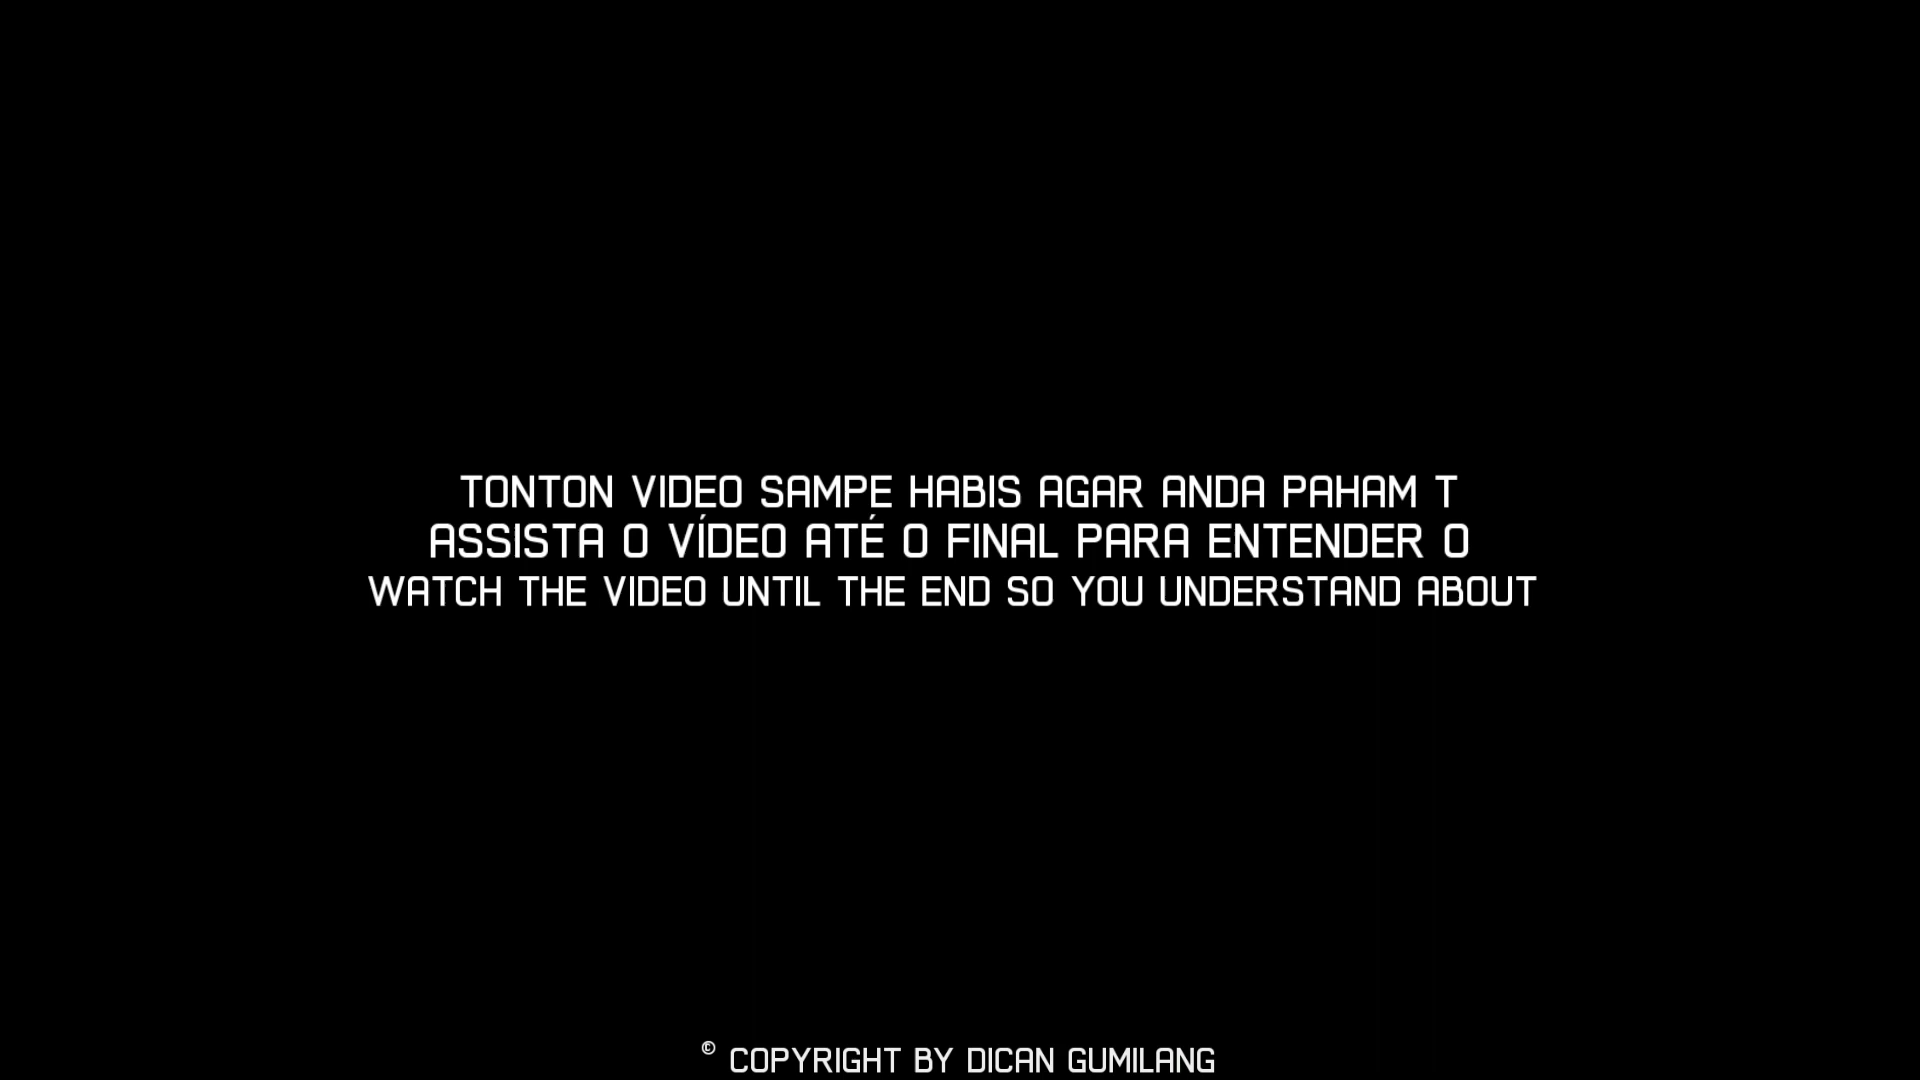 TONTON VIDEO SAMPE HABIS AGAR ANDA PAHAM T
ASSISTA O VÍDEO ATÉ O FINAL PARA ENTENDER O
WATCH THE VIDEO UNTIL THE END SO YOU UNDERSTAND ABOUT
© COPYRIGHT BY DICAN GUMILANG